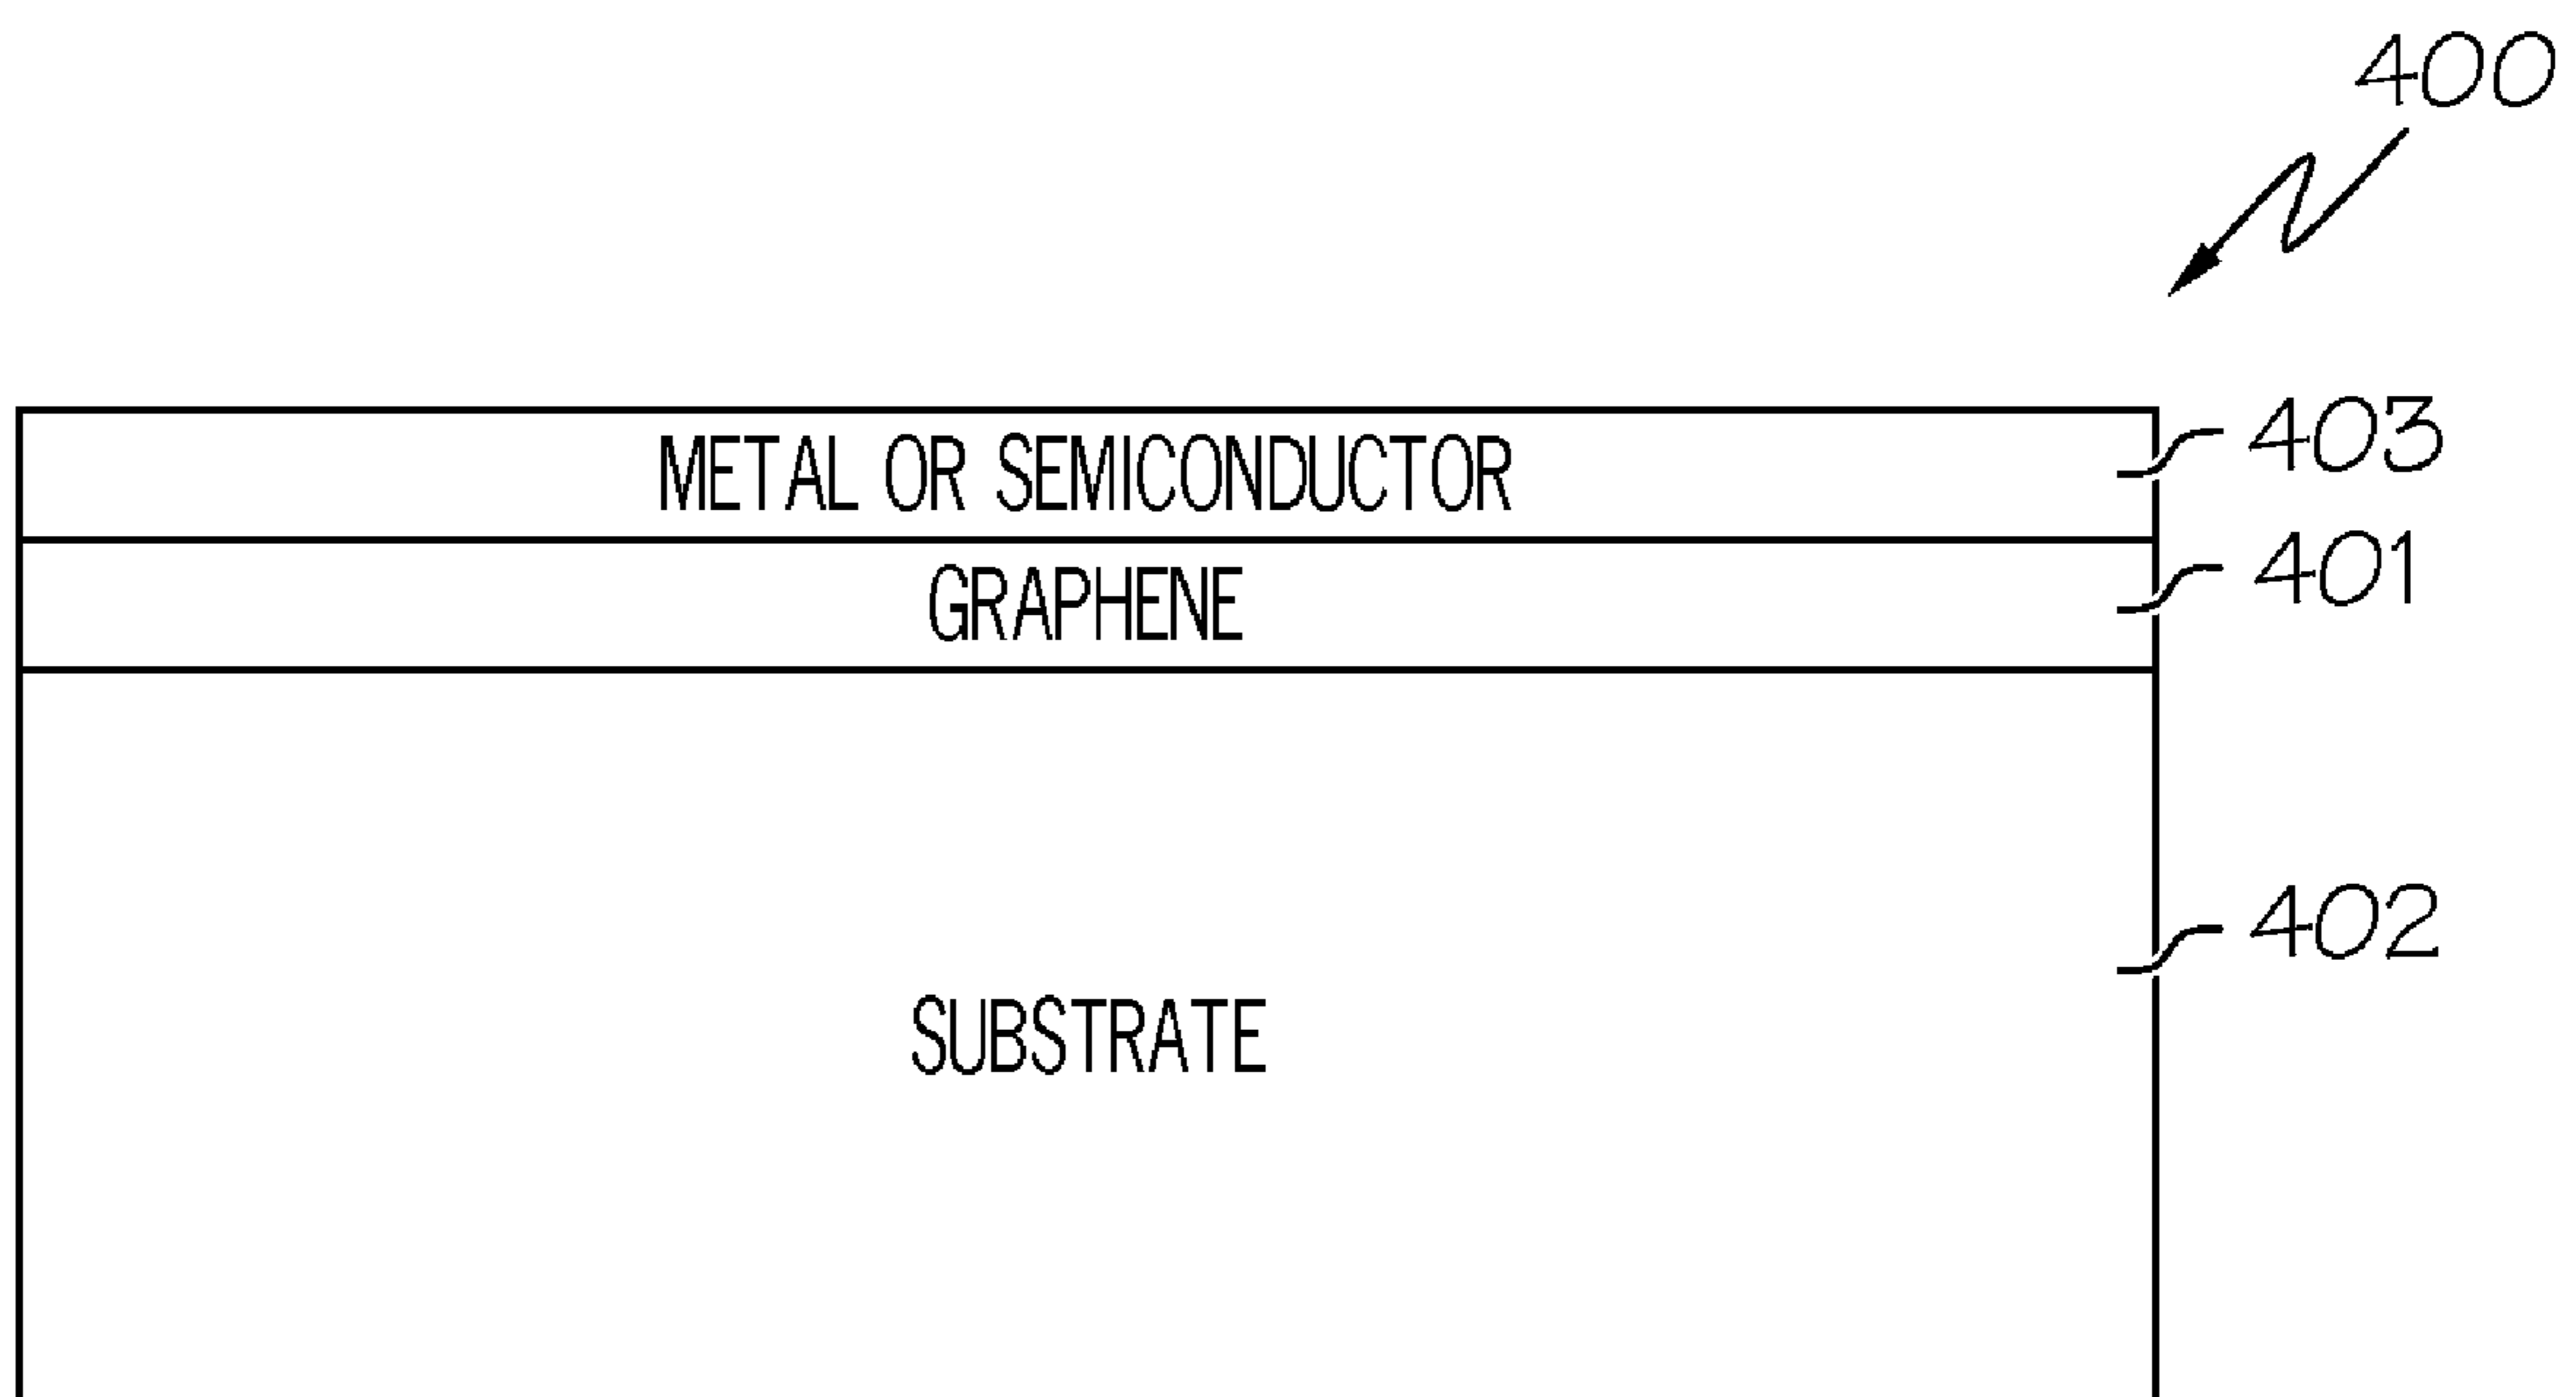 400
METAL OR SEMICONDUCTOR 403
GRAPHENE 401
402
SUBSTRATE